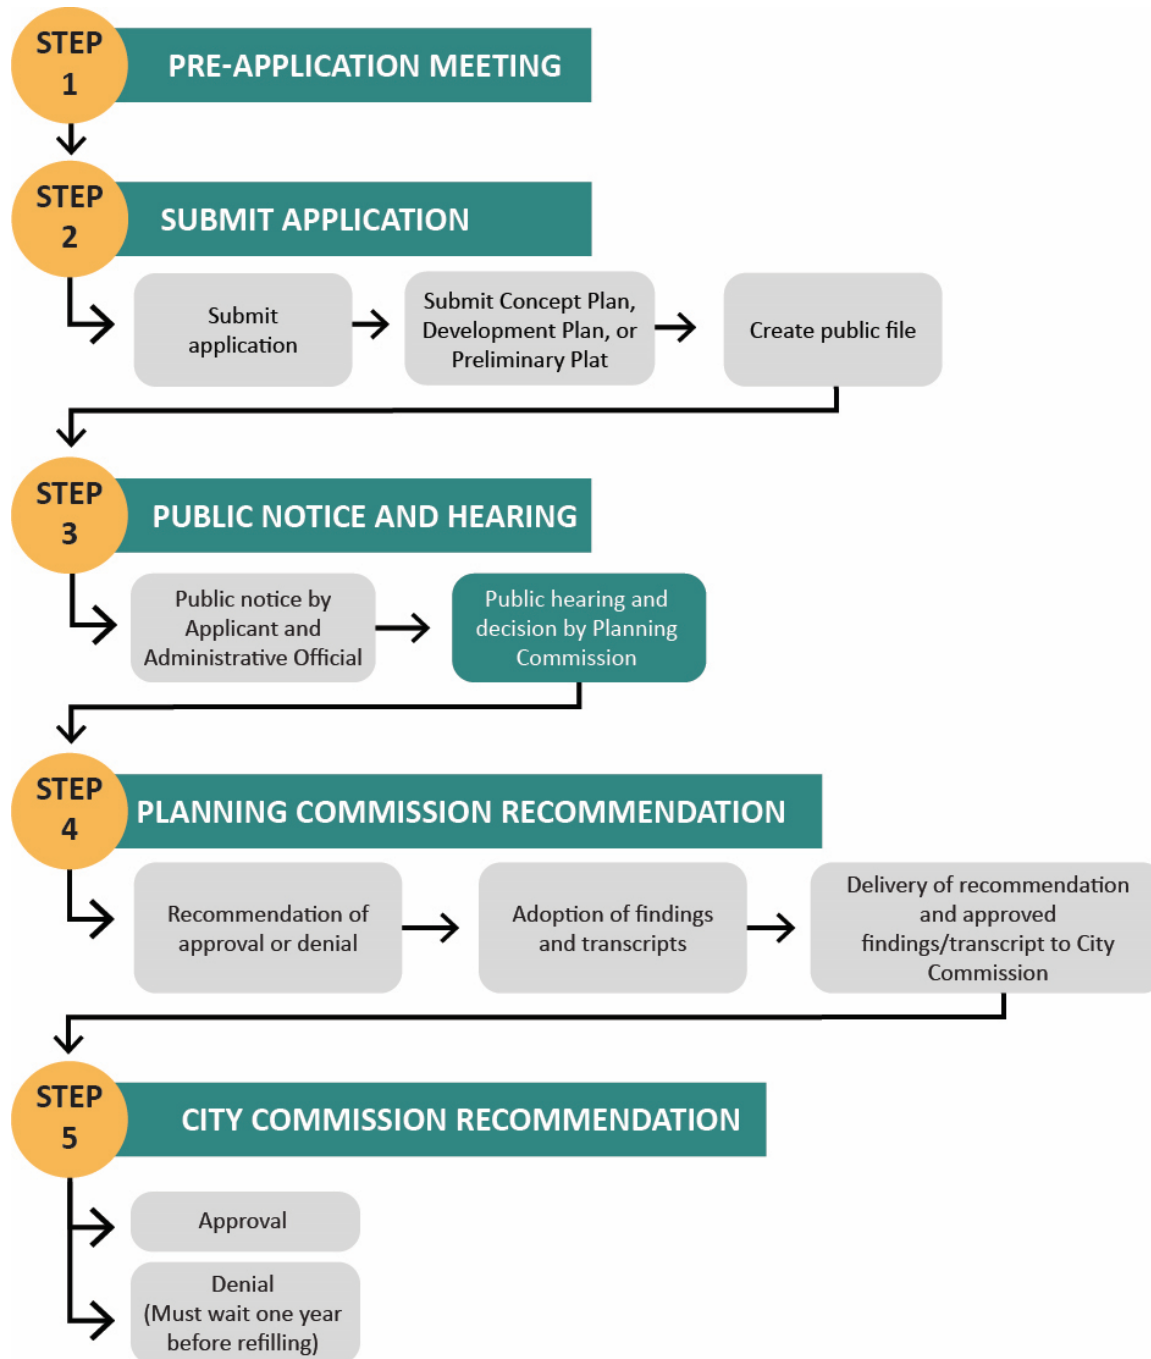 STEP
1
PRE-APPLICATION MEETING
STEP
2
SUBMIT APPLICATION
Submit
application
Submit Concept Plan,
Development Plan, or
Preliminary Plat
Create public file
STEP
3
PUBLIC NOTICE AND HEARING
Public notice by
Applicant and
Administrative Official
Public hearing and
decision by Planning
Commission
STEP
4
PLANNING COMMISSION RECOMMENDATION
Recommendation of
approval or denial
Adoption of findings
and transcripts
Delivery of recommendation
and approved
findings/transcript to City
Commission
STEP
5
CITY COMMISSION RECOMMENDATION
Approval
Denial
(Must wait one year
before refilling)